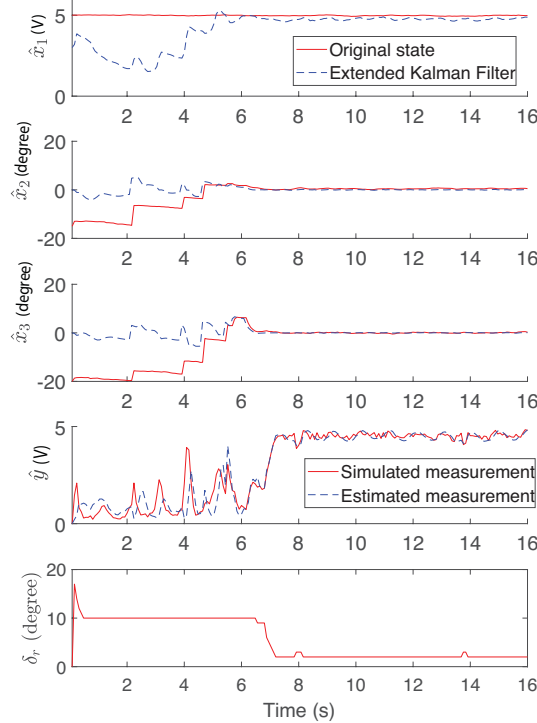 x̂₁ (V)
5
0
Original state
Extended Kalman Filter
2 4 6 8 10 12 14 16
x̂₂ (degree)
20
0
-20
2 4 6 8 10 12 14 16
x̂₃ (degree)
20
0
-20
2 4 6 8 10 12 14 16
ŷ (V)
5
0
Simulated measurement
Estimated measurement
2 4 6 8 10 12 14 16
δᵣ (degree)
20
10
0
2 4 6 8 10 12 14 16
Time (s)